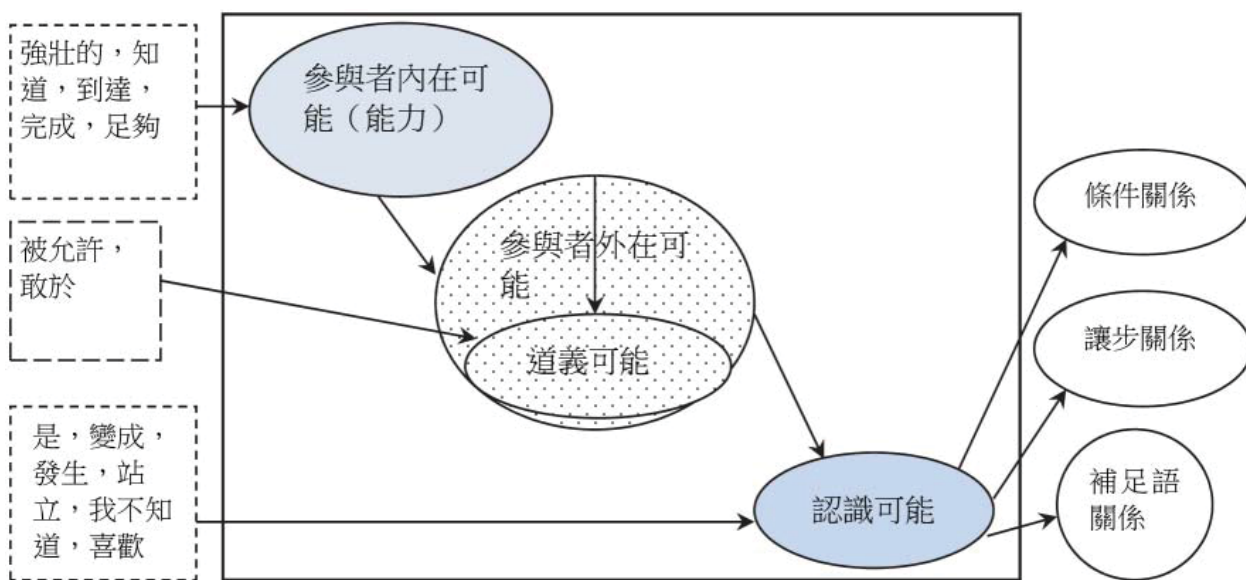 強壯的，知
道，到達，
完成，足夠
參與者內在可
能（能力）
被允許，
敢於
參與者外在可
能
道義可能
是，變成，
發生，站
立，我不知
道，喜歡
認識可能
條件關係
讓步關係
補足語
關係